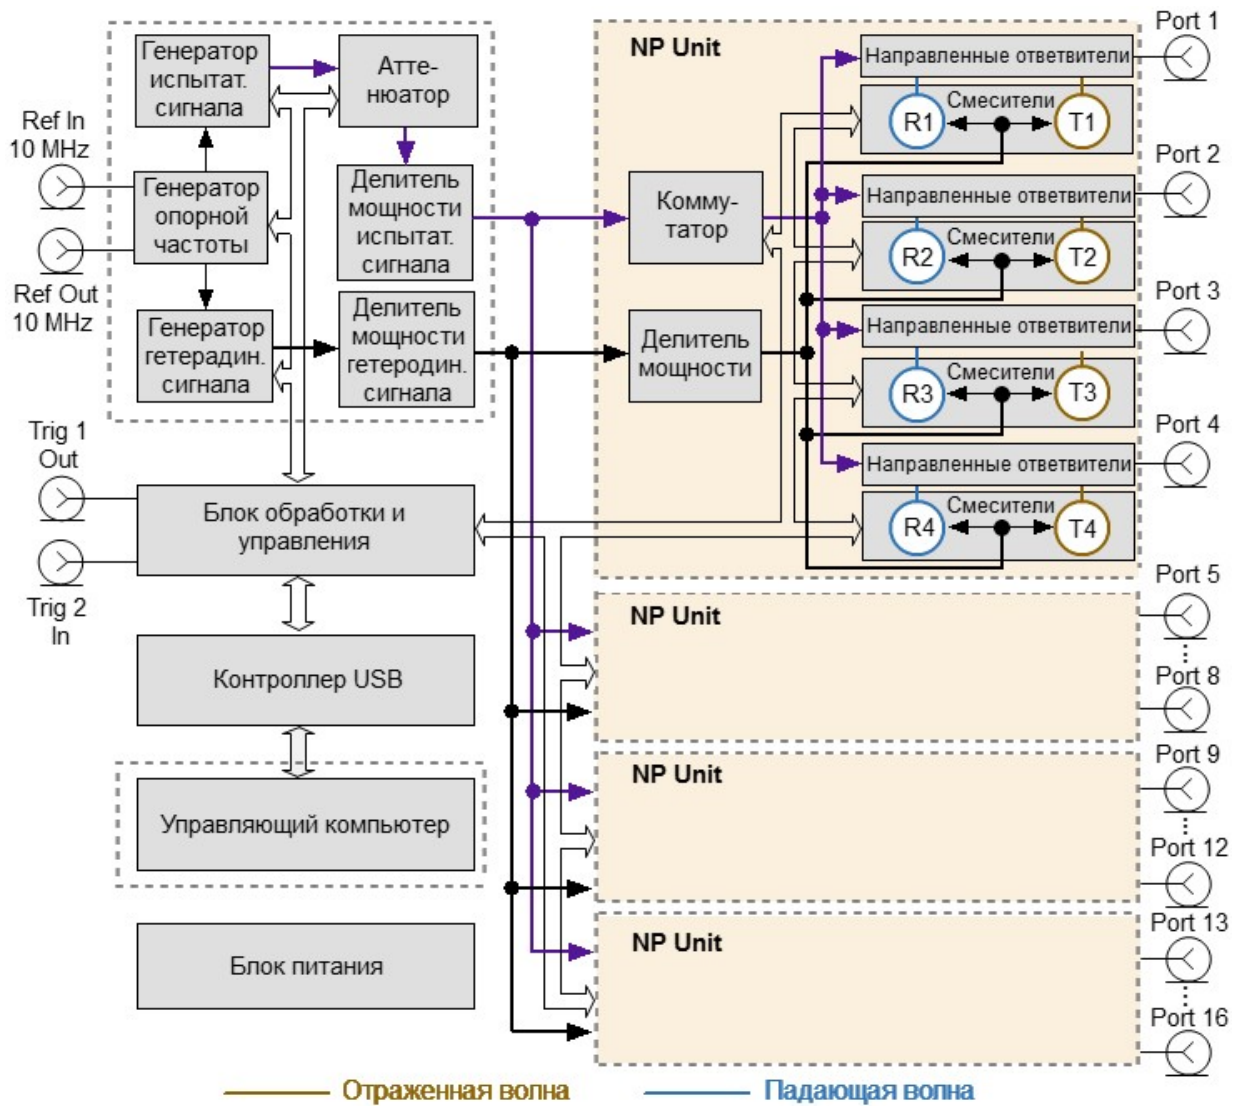 Ref In
10 MHz
Ref Out
10 MHz
Trig 1
Out
Trig 2
In
Генератор
испытат.
сигнала
Атте-
нюатор
Генератор
опорной
частоты
Делитель
мощности
испытат.
сигнала
Генератор
гетерадин.
сигнала
Делитель
мощности
гетеродин.
сигнала
Блок обработки и
управления
Контроллер USB
Управляющий компьютер
Блок питания
NP Unit
Комму-
татор
Делитель
мощности
Направленные ответвители
Смесители
R1
T1
Направленные ответвители
Смесители
R2
T2
Направленные ответвители
Смесители
R3
T3
Направленные ответвители
Смесители
R4
T4
Port 1
Port 2
Port 3
Port 4
NP Unit
Port 5
Port 8
NP Unit
Port 9
Port 12
NP Unit
Port 13
Port 16
Отраженная волна
Падающая волна